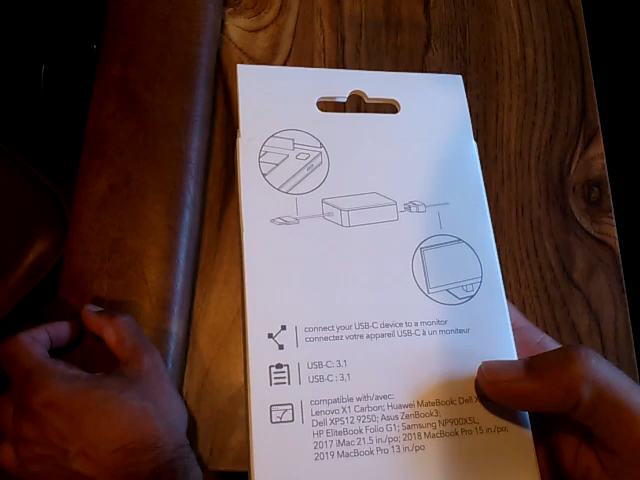 connect your USB-C device to a monitor
connectez votre appareil USB-C à un moniteur
USB-C: 3.1
USB-C : 3,1
compatible with/avec:
Lenovo X1 Carbon; Huawei MateBook; Dell
Dell XPS12 9250; Asus ZenBook3;
HP EliteBook Folio G1; Samsung NP900X5L,
2017 iMac 21.5 in./po; 2018 MacBook Pro 15 in./po;
2019 MacBook Pro 13 in./po